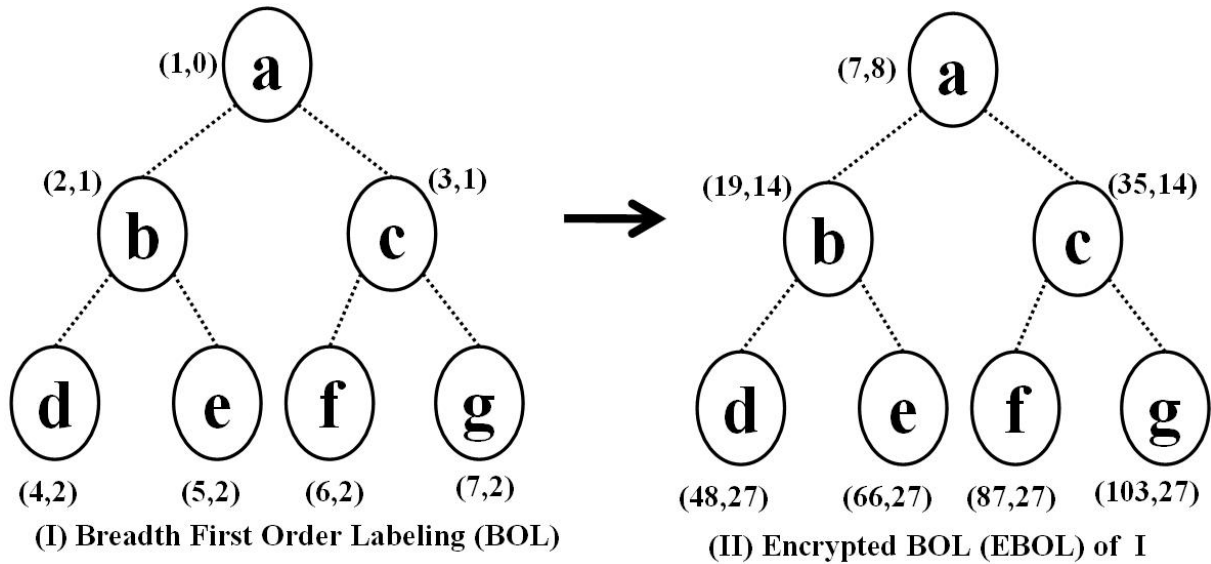 (1,0) a
(2,1) b
(3,1) c
d e f g
(4,2) (5,2) (6,2) (7,2)
(I) Breadth First Order Labeling (BOL)
(7,8) a
(19,14) b
(35,14) c
d e f g
(48,27) (66,27) (87,27) (103,27)
(II) Encrypted BOL (EBOL) of I